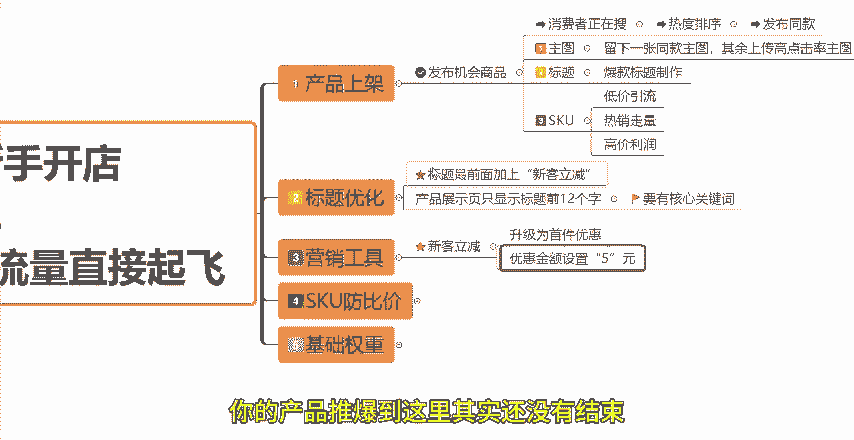 消费者正在搜 热度排序 发布同款
1 主图 留下一张同款主图，其余上传高点击率主图
1 产品上架 发布机会商品 2 标题 爆款标题制作
低价引流
3 SKU 热销走量
高价利润
手开店
流量直接起飞
2 标题优化 标题最前面加上“新客立减”
产品展示页只显示标题前12个字 要有核心关键词
3 营销工具 新客立减 升级为首件优惠
优惠金额设置“5”元
4 SKU防比价
5 基础权重
你的产品推爆到这里其实还没有结束